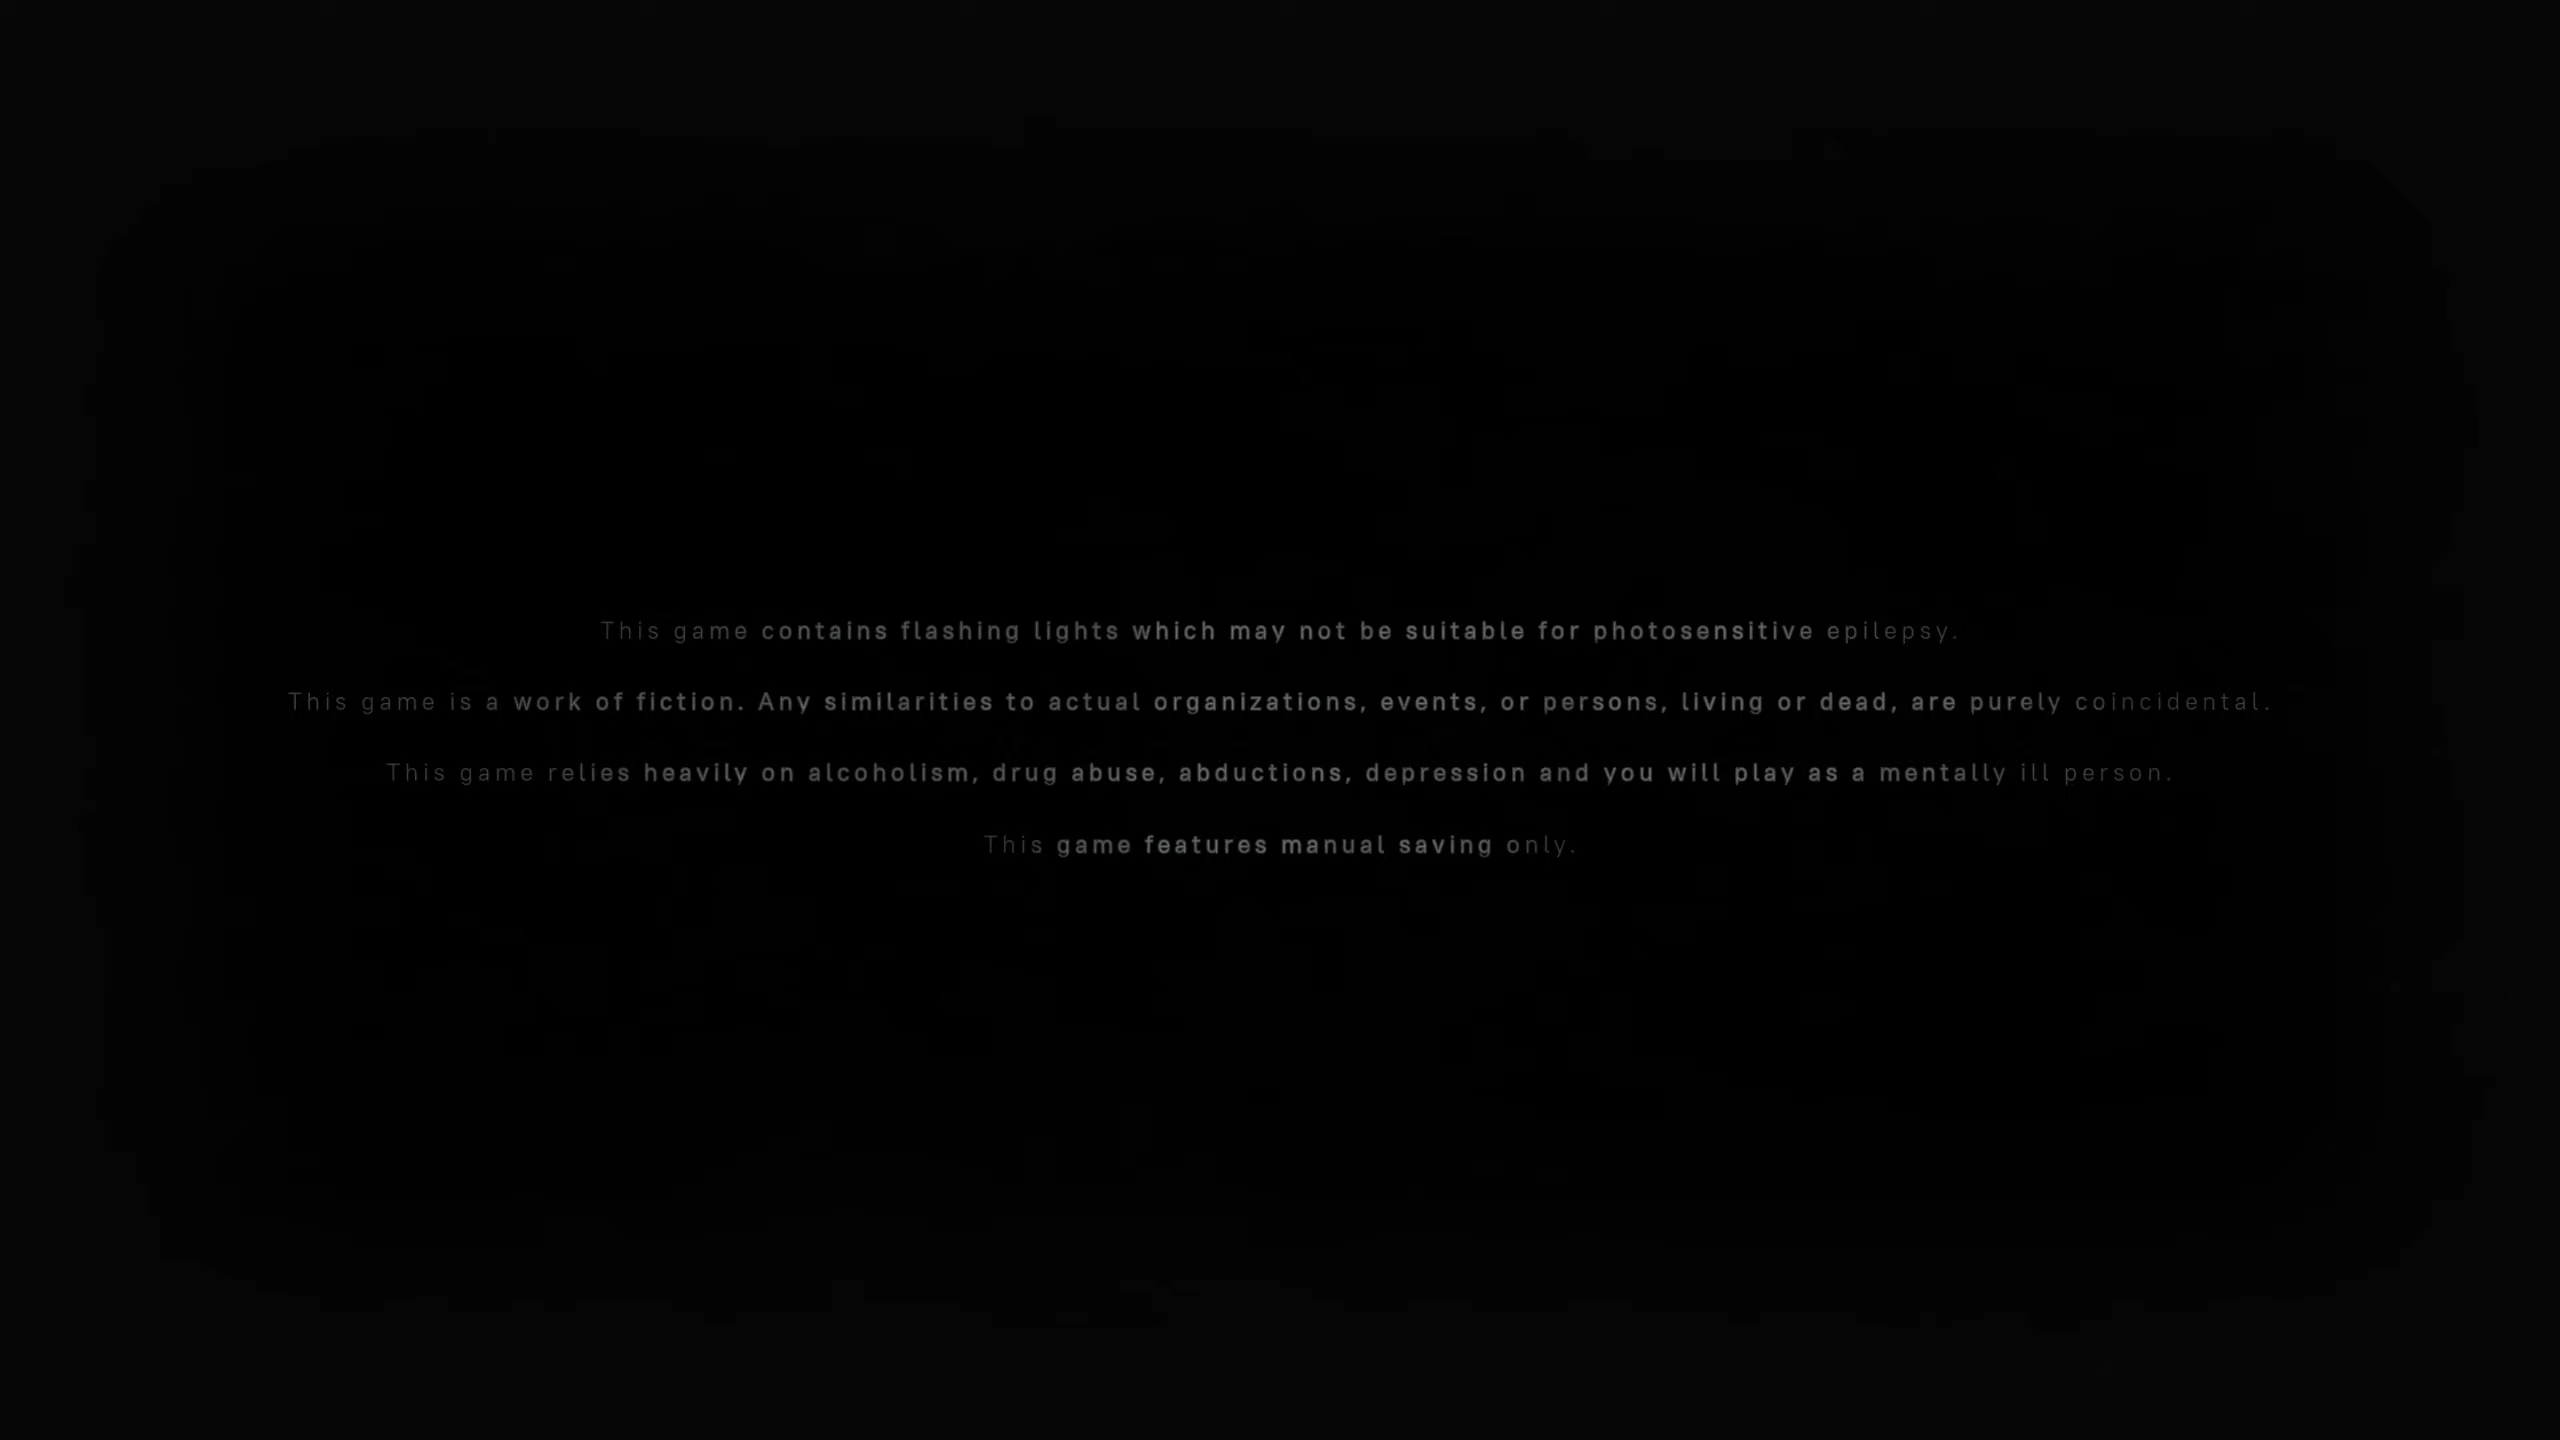 This game contains flashing lights which may not be suitable for photosensitive epilepsy.
This game is a work of fiction. Any similarities to actual organizations, events, or persons, living or dead, are purely coincidental.
This game relies heavily on alcoholism, drug abuse, abductions, depression and you will play as a mentally ill person.
This game features manual saving only.